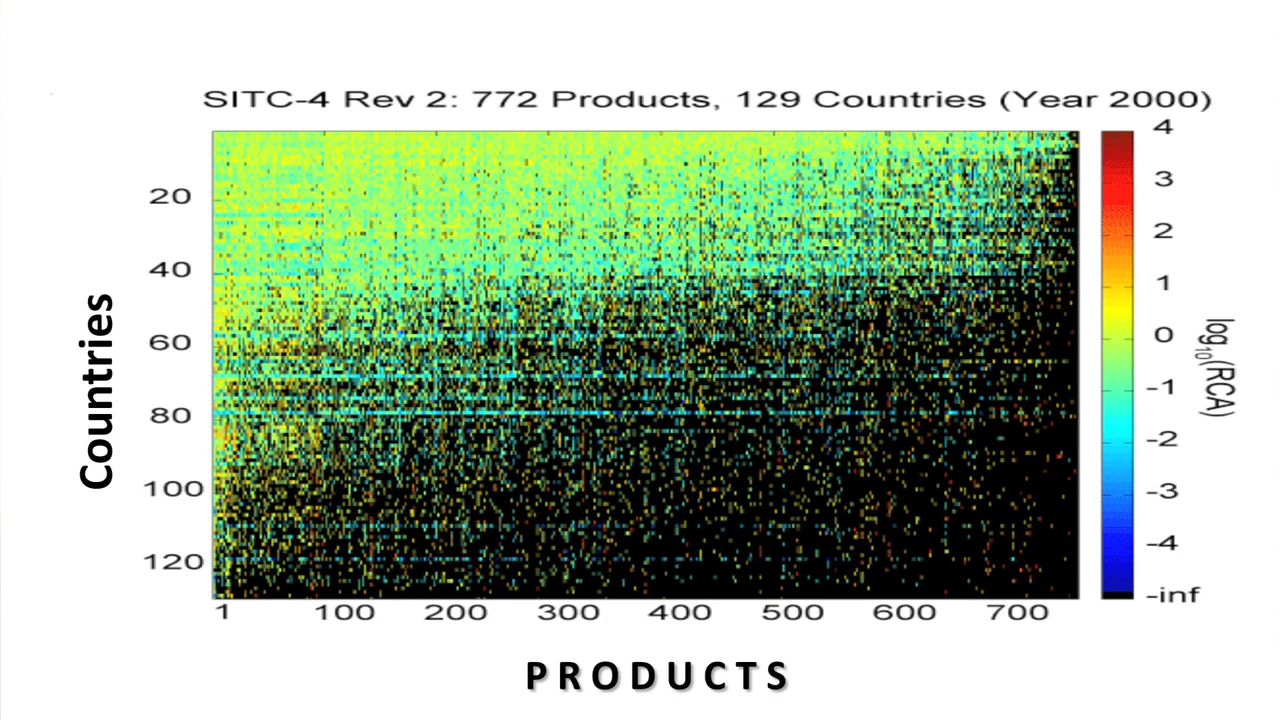 SITC-4 Rev 2: 772 Products, 129 Countries (Year 2000)
20
40
60
80
100
120
Countries
1 100 200 300 400 500 600 700
PRODUCTS
4
3
2
1
0
-1
-2
-3
-4
-inf
log10(RCA)